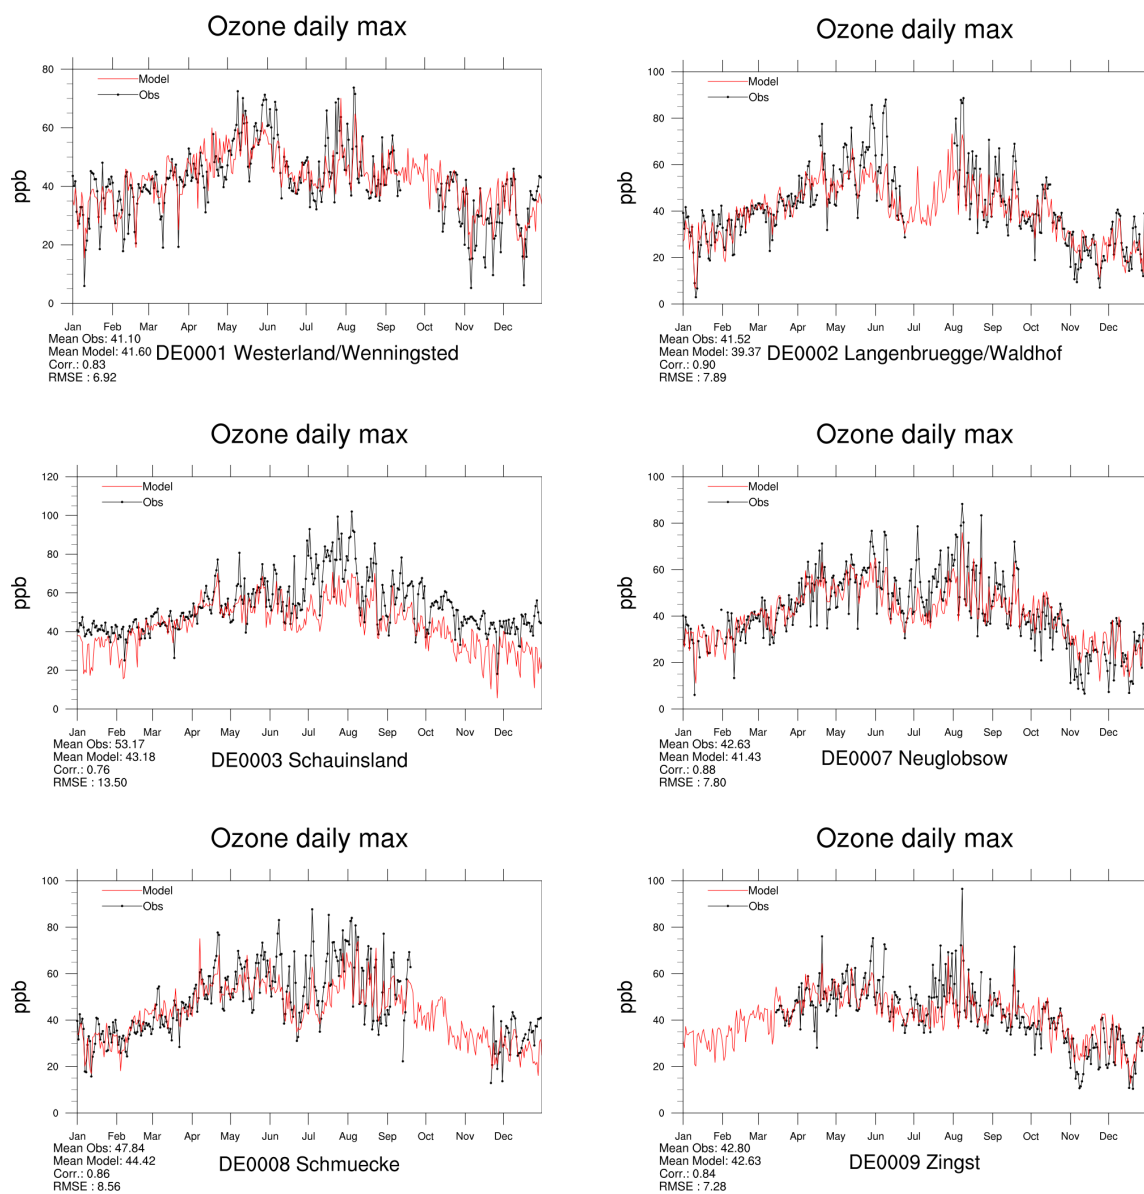 Ozone daily max
80
60
40
20
0
ppb
Model
Obs
Jan Feb Mar Apr May Jun Jul Aug Sep Oct Nov Dec
Mean Obs: 41.10
Mean Model: 41.60
Corr.: 0.83
RMSE : 6.92
DE0001 Westerland/Wenningsted
Ozone daily max
100
80
60
40
20
0
ppb
Model
Obs
Jan Feb Mar Apr May Jun Jul Aug Sep Oct Nov Dec
Mean Obs: 41.52
Mean Model: 39.37
Corr.: 0.90
RMSE : 7.89
DE0002 Langenbruegge/Waldhof
Ozone daily max
120
100
80
60
40
20
0
ppb
Model
Obs
Jan Feb Mar Apr May Jun Jul Aug Sep Oct Nov Dec
Mean Obs: 53.17
Mean Model: 43.18
Corr.: 0.76
RMSE : 13.50
DE0003 Schauinsland
Ozone daily max
100
80
60
40
20
0
ppb
Model
Obs
Jan Feb Mar Apr May Jun Jul Aug Sep Oct Nov Dec
Mean Obs: 42.63
Mean Model: 41.43
Corr.: 0.88
RMSE : 7.80
DE0007 Neuglobsow
Ozone daily max
100
80
60
40
20
0
ppb
Model
Obs
Jan Feb Mar Apr May Jun Jul Aug Sep Oct Nov Dec
Mean Obs: 47.84
Mean Model: 44.42
Corr.: 0.86
RMSE : 8.56
DE0008 Schmuecke
Ozone daily max
100
80
60
40
20
0
ppb
Model
Obs
Jan Feb Mar Apr May Jun Jul Aug Sep Oct Nov Dec
Mean Obs: 42.80
Mean Model: 42.63
Corr.: 0.84
RMSE : 7.28
DE0009 Zingst